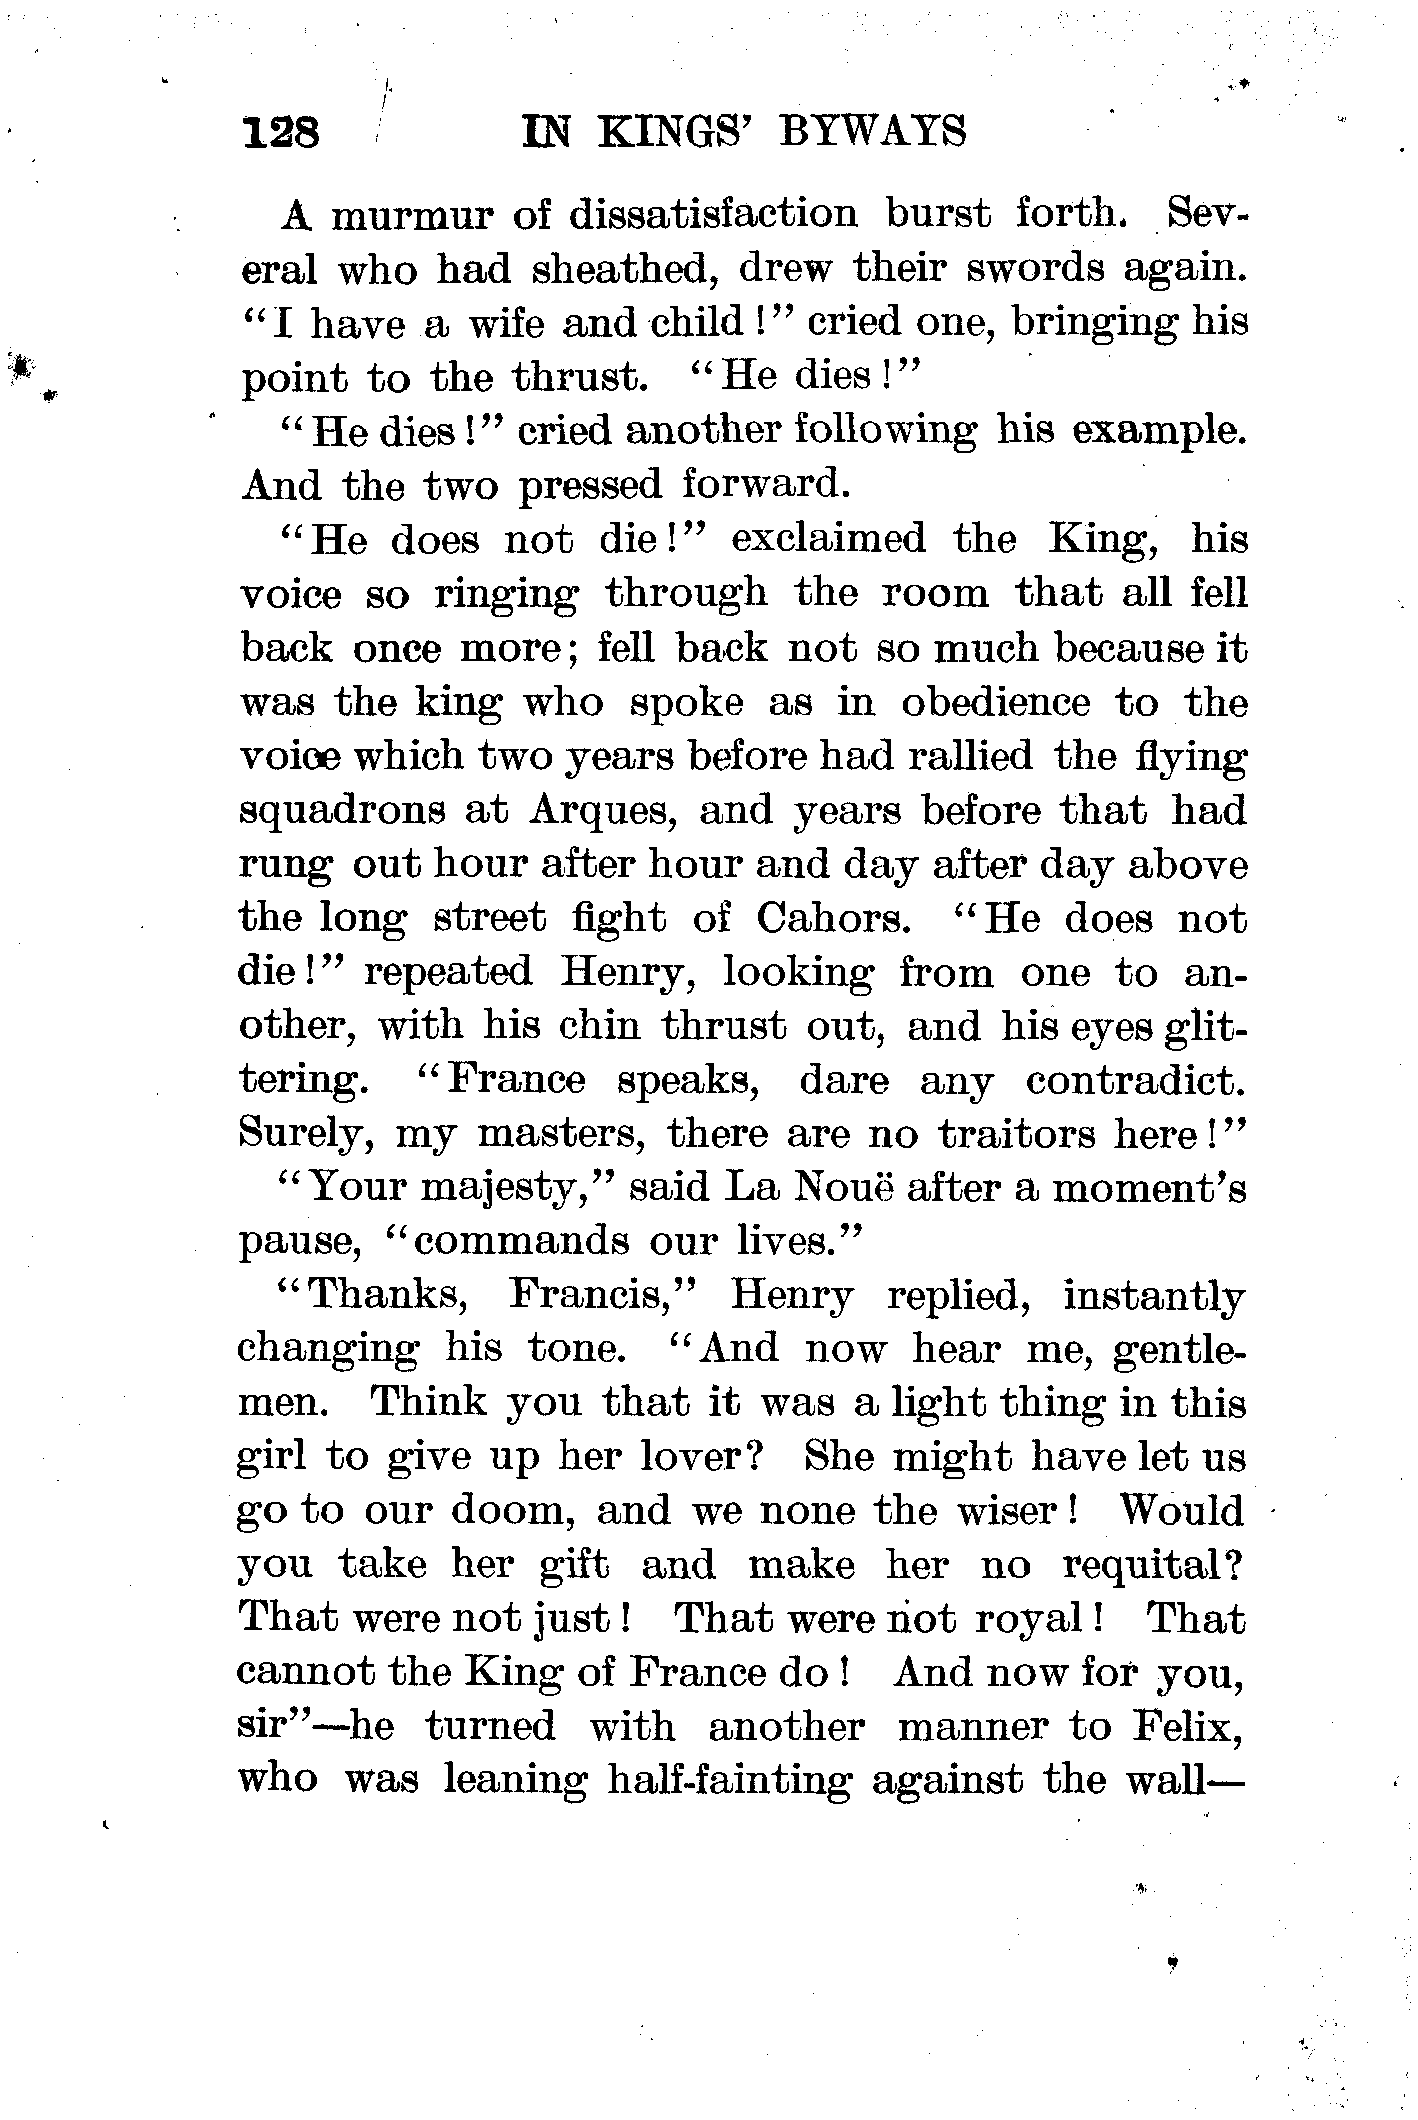 128 IN KINGS' BYWAYS
A murmur of dissatisfaction burst forth. Sev-
eral who had sheathed, drew their swords again.
“I have a wife and child!” cried one, bringing his
point to the thrust. “He dies!”
“He dies!” cried another following his example.
And the two pressed forward.
“He does not die!” exclaimed the King, his
voice so ringing through the room that all fell
back once more; fell back not so much because it
was the king who spoke as in obedience to the
voice which two years before had rallied the flying
squadrons at Arques, and years before that had
rung out hour after hour and day after day above
the long street fight of Cahors. “He does not
die!” repeated Henry, looking from one to an-
other, with his chin thrust out, and his eyes glit-
tering. “France speaks, dare any contradict.
Surely, my masters, there are no traitors here!”
“Your majesty,” said La Nouë after a moment's
pause, “commands our lives.”
“Thanks, Francis,” Henry replied, instantly
changing his tone. “And now hear me, gentle-
men. Think you that it was a light thing in this
girl to give up her lover? She might have let us
go to our doom, and we none the wiser! Would
you take her gift and make her no requital?
That were not just! That were not royal! That
cannot the King of France do! And now for you,
sir”—he turned with another manner to Felix,
who was leaning half-fainting against the wall—